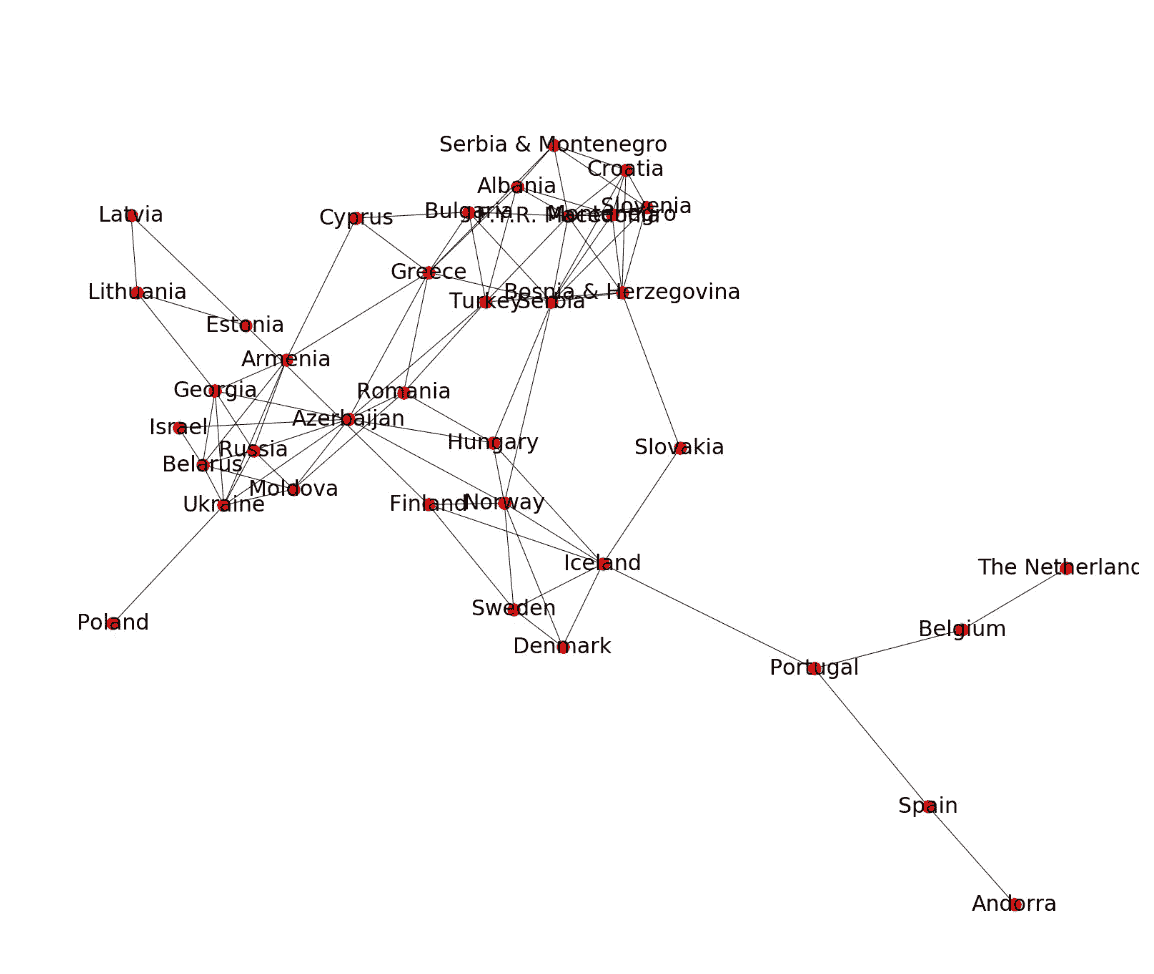 Serbia & Montenegro
Croatia
Albania
Slovenia
Latvia
Cyprus
Bulgaria
F.Y.R. Macedonia
Montenegro
Greece
Lithuania
Bosnia & Herzegovina
Turkey
Serbia
Estonia
Armenia
Georgia
Romania
Azerbaijan
Israel
Hungary
Slovakia
Russia
Belarus
Moldova
Ukraine
Finland
Norway
Iceland
The Netherland
Sweden
Poland
Belgium
Denmark
Portugal
Spain
Andorra